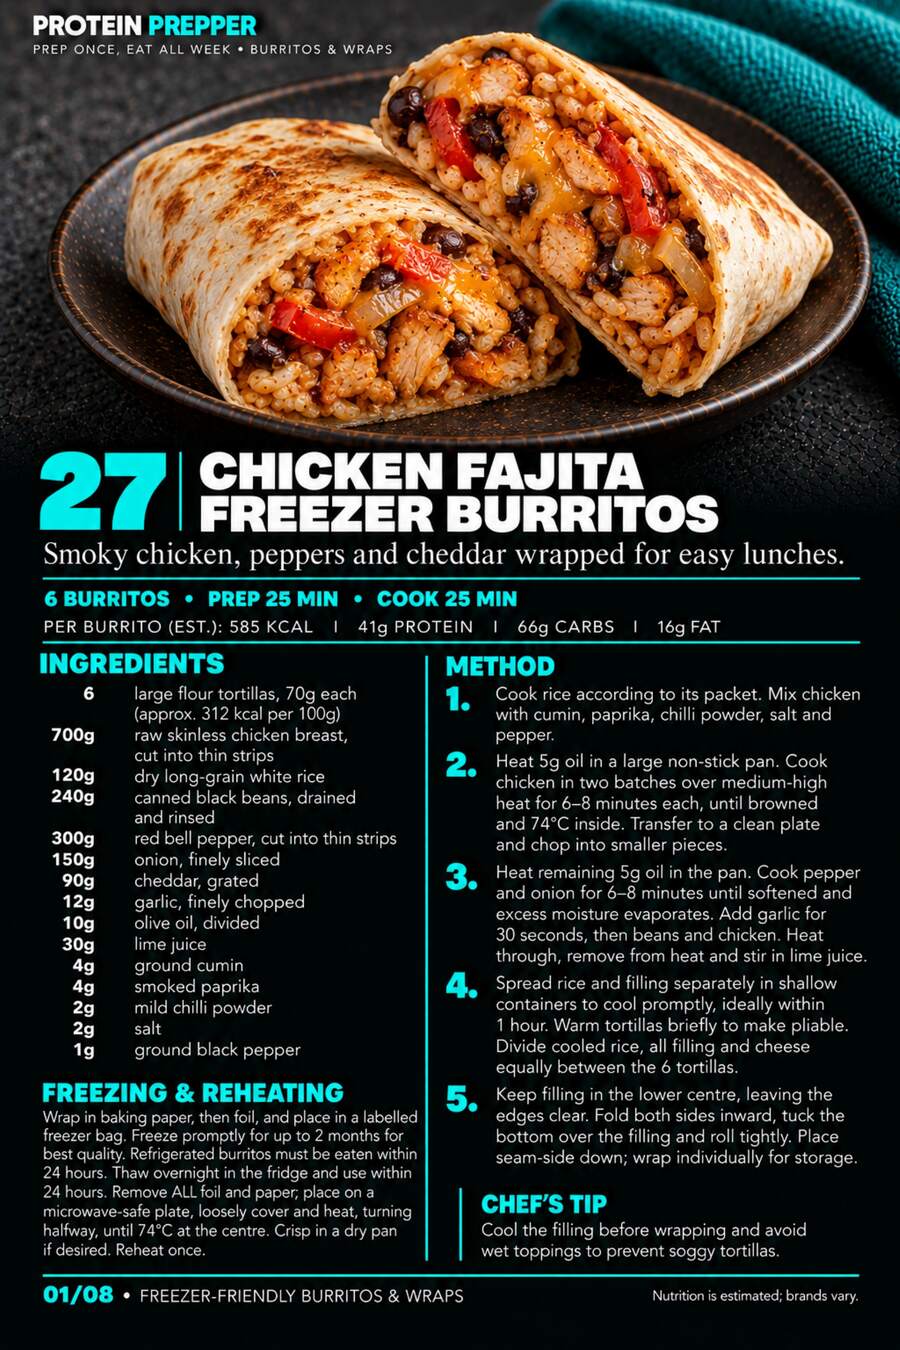 PROTEIN PREPPER
PREP ONCE, EAT ALL WEEK • BURRITOS & WRAPS
27
CHICKEN FAJITA
FREEZER BURRITOS
Smoky chicken, peppers and cheddar wrapped for easy lunches.
6 BURRITOS • PREP 25 MIN • COOK 25 MIN
PER BURRITO (EST.): 585 KCAL | 41g PROTEIN | 66g CARBS | 16g FAT
INGREDIENTS
6 large flour tortillas, 70g each
(approx. 312 kcal per 100g)
700g raw skinless chicken breast,
cut into thin strips
120g dry long-grain white rice
240g canned black beans, drained
and rinsed
300g red bell pepper, cut into thin strips
150g onion, finely sliced
90g cheddar, grated
12g garlic, finely chopped
10g olive oil, divided
30g lime juice
4g ground cumin
4g smoked paprika
2g mild chilli powder
2g salt
1g ground black pepper
FREEZING & REHEATING
Wrap in baking paper, then foil, and place in a labelled
freezer bag. Freeze promptly for up to 2 months for
best quality. Refrigerated burritos must be eaten within
24 hours. Thaw overnight in the fridge and use within
24 hours. Remove ALL foil and paper; place on a
microwave-safe plate, loosely cover and heat, turning
halfway, until 74°C at the centre. Crisp in a dry pan
if desired. Reheat once.
METHOD
1. Cook rice according to its packet. Mix chicken
with cumin, paprika, chilli powder, salt and
pepper.
2. Heat 5g oil in a large non-stick pan. Cook
chicken in two batches over medium-high
heat for 6–8 minutes each, until browned
and 74°C inside. Transfer to a clean plate
and chop into smaller pieces.
3. Heat remaining 5g oil in the pan. Cook pepper
and onion for 6–8 minutes until softened and
excess moisture evaporates. Add garlic for
30 seconds, then beans and chicken. Heat
through, remove from heat and stir in lime juice.
4. Spread rice and filling separately in shallow
containers to cool promptly, ideally within
1 hour. Warm tortillas briefly to make pliable.
Divide cooled rice, all filling and cheese
equally between the 6 tortillas.
5. Keep filling in the lower centre, leaving the
edges clear. Fold both sides inward, tuck the
bottom over the filling and roll tightly. Place
seam-side down; wrap individually for storage.
CHEF'S TIP
Cool the filling before wrapping and avoid
wet toppings to prevent soggy tortillas.
01/08 • FREEZER-FRIENDLY BURRITOS & WRAPS
Nutrition is estimated; brands vary.